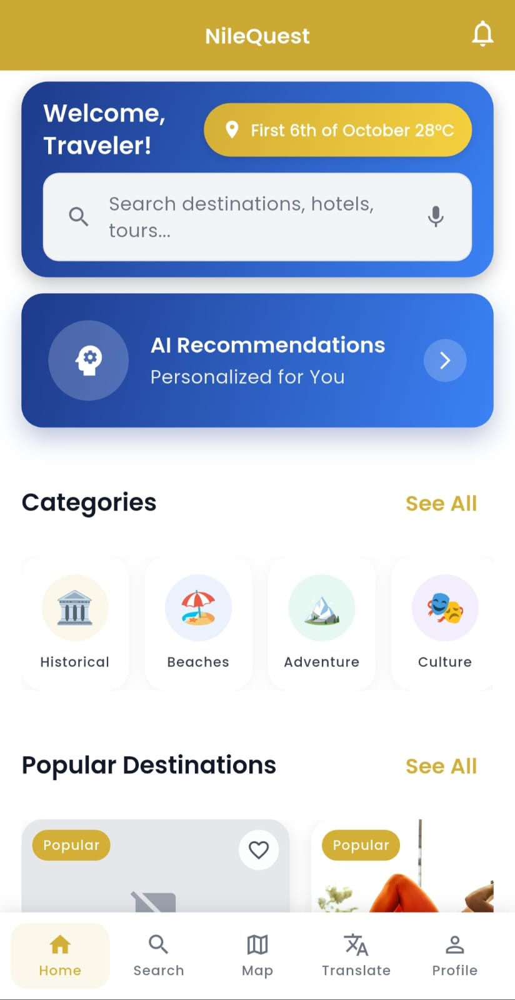 NileQuest
Welcome,
Traveler!
First 6th of October 28°C
Search destinations, hotels,
tours...
AI Recommendations
Personalized for You
Categories
See All
Historical
Beaches
Adventure
Culture
Popular Destinations
See All
Popular
Popular
Home
Search
Map
Translate
Profile